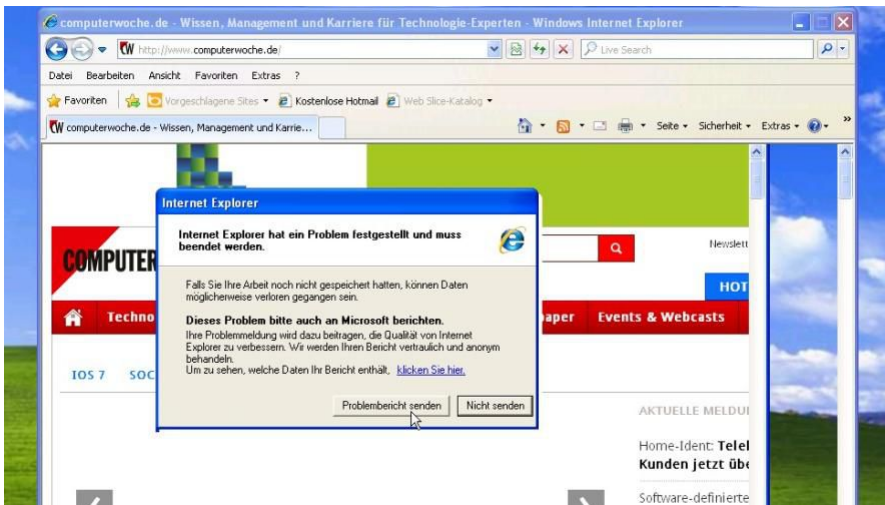 computerwoche.de - Wissen, Management und Karriere für Technologie-Experten - Windows Internet Explorer
http://www.computerwoche.de/
Live Search
Datei Bearbeiten Ansicht Favoriten Extras ?
Favoriten Vorgeschlagene Sites Kostenlose Hotmail Web Slice-Katalog
computerwoche.de - Wissen, Management und Karrie...
Seite Sicherheit Extras
Internet Explorer
Internet Explorer hat ein Problem festgestellt und muss
beendet werden.
COMPUTER
Newslett
Falls Sie Ihre Arbeit noch nicht gespeichert hatten, können Daten
möglicherweise verloren gegangen sein.
HOT
Dieses Problem bitte auch an Microsoft berichten.
Techno
aper Events & Webcasts
Ihre Problemmeldung wird dazu beitragen, die Qualität von Internet
Explorer zu verbessern. Wir werden Ihren Bericht vertraulich und anonym
behandeln.
Um zu sehen, welche Daten Ihr Bericht enthält, klicken Sie hier.
IOS 7 SOC
Problembericht senden Nicht senden
AKTUELLE MELDU
Home-Ident: Telef
Kunden jetzt übe
Software-definierte